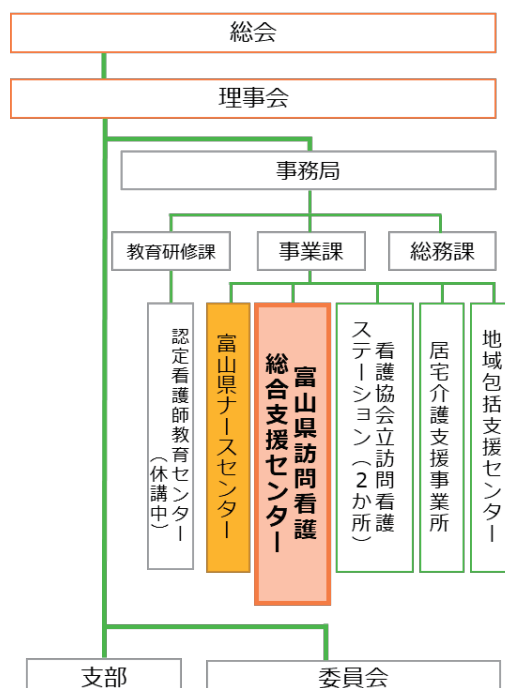 総会
理事会
事務局
教育研修課
事業課
総務課
認定看護師教育センター
（休講中）
富山県ナースセンター
富山県訪問看護
総合支援センター
看護協会立訪問看護
ステーション（2か所）
居宅介護支援事業所
地域包括支援センター
支部
委員会